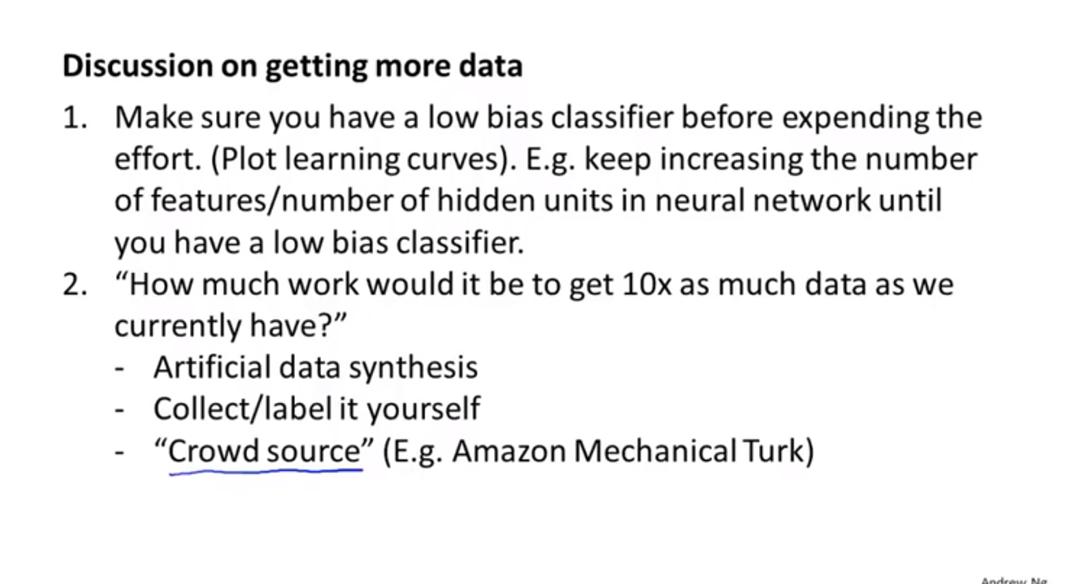 Discussion on getting more data
1. Make sure you have a low bias classifier before expending the
effort. (Plot learning curves). E.g. keep increasing the number
of features/number of hidden units in neural network until
you have a low bias classifier.
2. “How much work would it be to get 10x as much data as we
currently have?”
- Artificial data synthesis
- Collect/label it yourself
- “Crowd source” (E.g. Amazon Mechanical Turk)
Andrew Ng